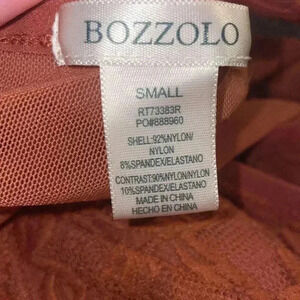 BOZZOLO
SMALL
RT73383R
PO#888960
SHELL:92%NYLON/
NYLON
8%SPANDEX/ELASTANO
CONTRAST:90%NYLON/NYLON
10%SPANDEX/ELASTANO
MADE IN CHINA
HECHO EN CHINA